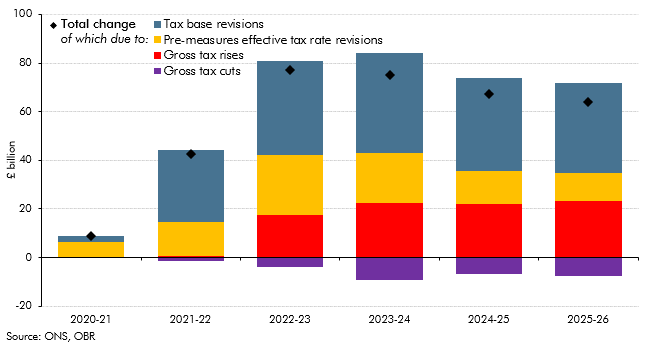 100
80
60
40
20
0
-20
£ billion
Total change
of which due to:
Tax base revisions
Pre-measures effective tax rate revisions
Gross tax rises
Gross tax cuts
2020-21
2021-22
2022-23
2023-24
2024-25
2025-26
Source: ONS, OBR